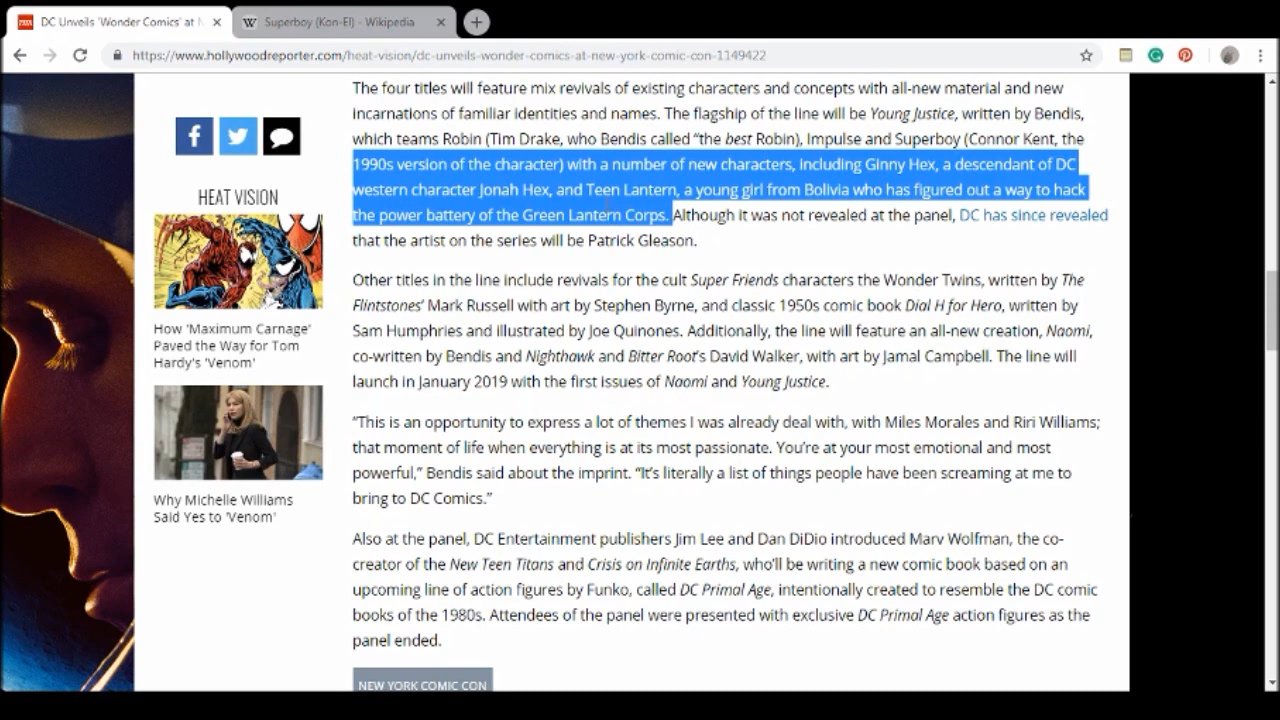 DC Unveils 'Wonder Comics' at N
Superboy (Kon-El) - Wikipedia
https://www.hollywoodreporter.com/heat-vision/dc-unveils-wonder-comics-at-new-york-comic-con-1149422
The four titles will feature mix revivals of existing characters and concepts with all-new material and new
incarnations of familiar identities and names. The flagship of the line will be Young Justice, written by Bendis,
which teams Robin (Tim Drake, who Bendis called “the best Robin), Impulse and Superboy (Connor Kent, the
1990s version of the character) with a number of new characters, including Ginny Hex, a descendant of DC
western character Jonah Hex, and Teen Lantern, a young girl from Bolivia who has figured out a way to hack
the power battery of the Green Lantern Corps. Although it was not revealed at the panel, DC has since revealed
that the artist on the series will be Patrick Gleason.
HEAT VISION
How 'Maximum Carnage'
Paved the Way for Tom
Hardy's 'Venom'
Why Michelle Williams
Said Yes to 'Venom'
Other titles in the line include revivals for the cult Super Friends characters the Wonder Twins, written by The
Flintstones' Mark Russell with art by Stephen Byrne, and classic 1950s comic book Dial H for Hero, written by
Sam Humphries and illustrated by Joe Quinones. Additionally, the line will feature an all-new creation, Naomi,
co-written by Bendis and Nighthawk and Bitter Root's David Walker, with art by Jamal Campbell. The line will
launch in January 2019 with the first issues of Naomi and Young Justice.
“This is an opportunity to express a lot of themes I was already deal with, with Miles Morales and Riri Williams;
that moment of life when everything is at its most passionate. You're at your most emotional and most
powerful,” Bendis said about the imprint. “It's literally a list of things people have been screaming at me to
bring to DC Comics.”
Also at the panel, DC Entertainment publishers Jim Lee and Dan DiDio introduced Marv Wolfman, the co-
creator of the New Teen Titans and Crisis on Infinite Earths, who'll be writing a new comic book based on an
upcoming line of action figures by Funko, called DC Primal Age, intentionally created to resemble the DC comic
books of the 1980s. Attendees of the panel were presented with exclusive DC Primal Age action figures as the
panel ended.
NEW YORK COMIC CON